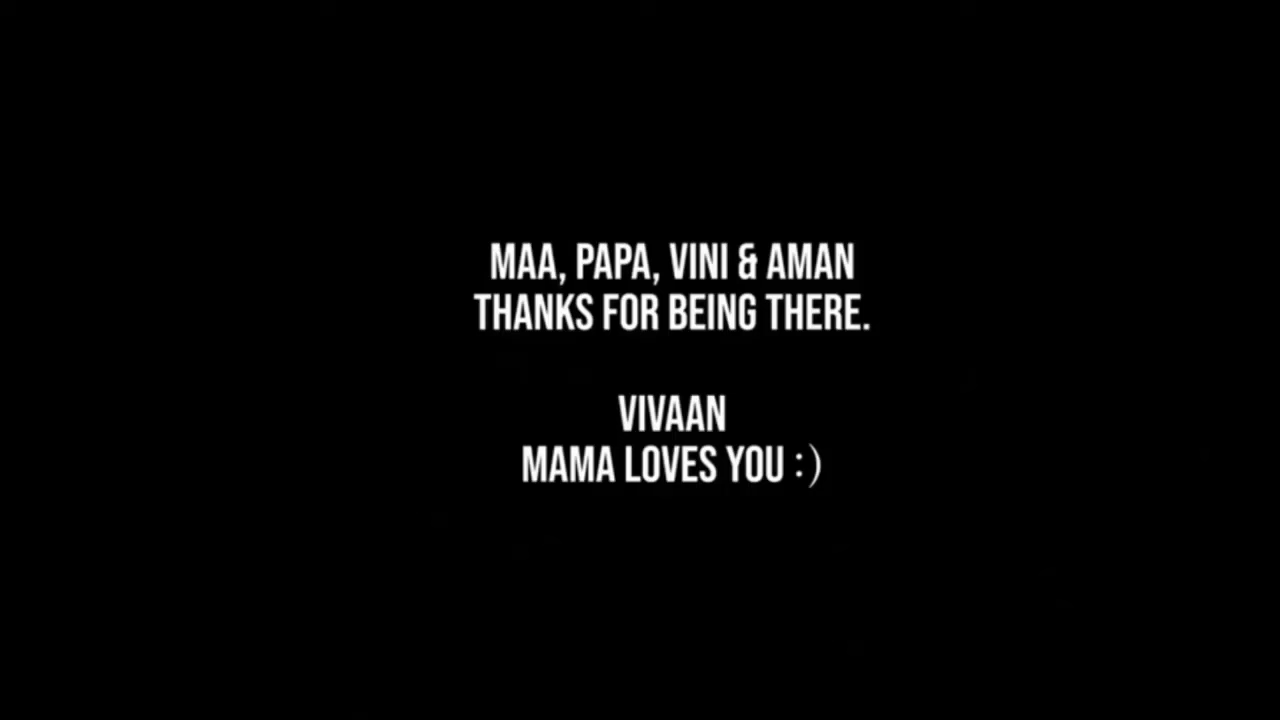 MAA, PAPA, VINI & AMAN
THANKS FOR BEING THERE.
VIVAAN
MAMA LOVES YOU :)